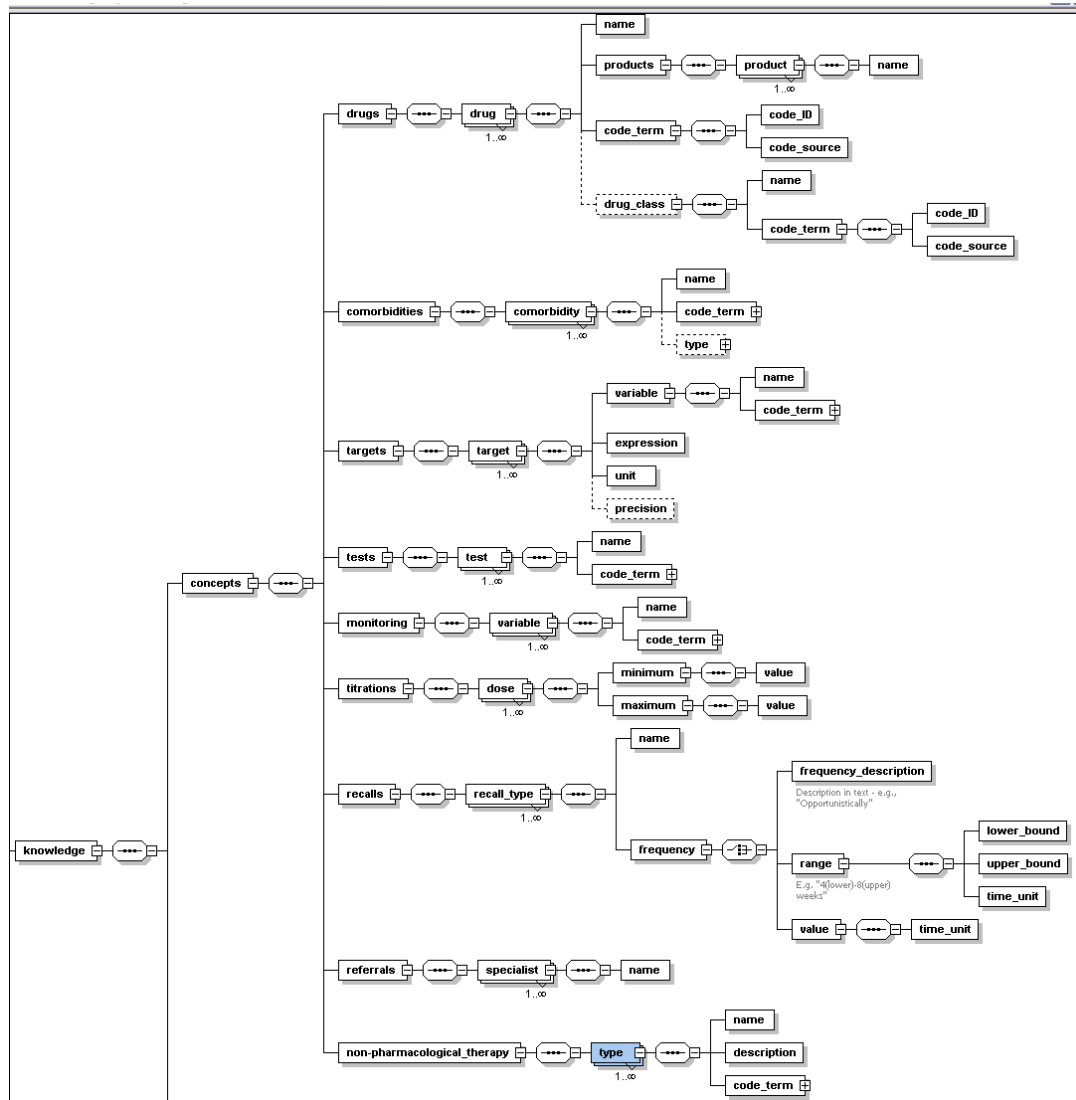 name
products
product
name
1..∞
drugs
drug
1..∞
code_term
code_ID
code_source
drug_class
name
code_term
code_ID
code_source
comorbidities
comorbidity
1..∞
name
code_term
type
targets
target
1..∞
variable
name
code_term
expression
unit
precision
tests
test
1..∞
name
code_term
concepts
monitoring
variable
1..∞
name
code_term
titrations
dose
1..∞
minimum
value
maximum
value
recalls
recall_type
1..∞
name
frequency
frequency_description
Description in text - e.g.,
"Opportunistically"
range
E.g. "4(lower)-8(upper)
weeks"
lower_bound
upper_bound
time_unit
value
time_unit
knowledge
referrals
specialist
1..∞
name
non-pharmacological_therapy
type
1..∞
name
description
code_term